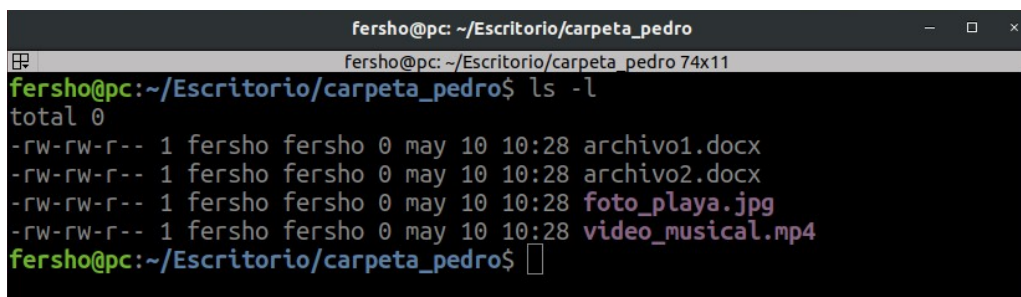 fersho@pc: ~/Escritorio/carpeta_pedro
fersho@pc: ~/Escritorio/carpeta_pedro 74x11
fersho@pc:~/Escritorio/carpeta_pedro$ ls -l
total 0
-rw-rw-r-- 1 fersho fersho 0 may 10 10:28 archivo1.docx
-rw-rw-r-- 1 fersho fersho 0 may 10 10:28 archivo2.docx
-rw-rw-r-- 1 fersho fersho 0 may 10 10:28 foto_playa.jpg
-rw-rw-r-- 1 fersho fersho 0 may 10 10:28 video_musical.mp4
fersho@pc:~/Escritorio/carpeta_pedro$